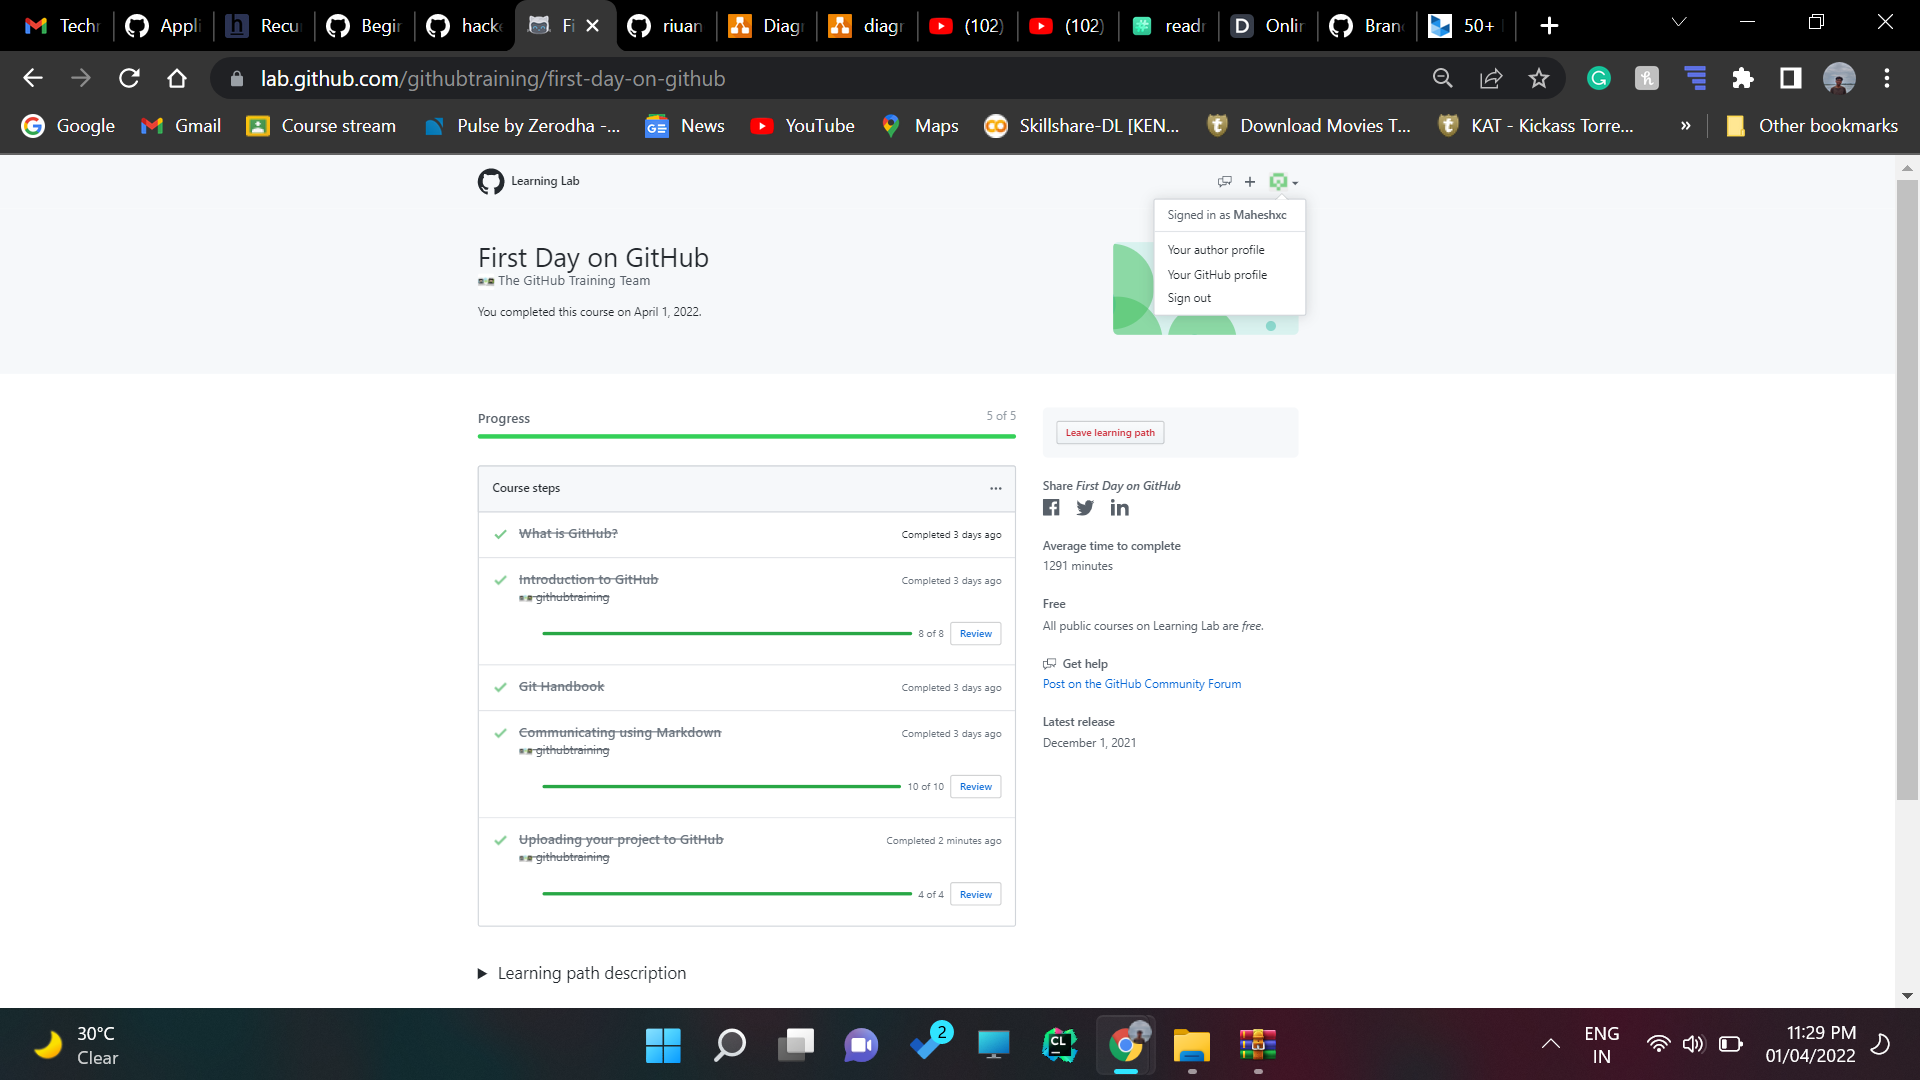 Techr
Appli
Recu
Begir
hacke
Fi
riuan
Diagr
diagr
(102)
(102)
readr
Onlir
Bran
50+
lab.github.com/githubtraining/first-day-on-github
Google
Gmail
Course stream
Pulse by Zerodha -...
News
YouTube
Maps
Skillshare-DL [KEN...
Download Movies T...
KAT - Kickass Torre...
»
Other bookmarks
Learning Lab
Signed in as Maheshxc
Your author profile
Your GitHub profile
Sign out
First Day on GitHub
The GitHub Training Team
You completed this course on April 1, 2022.
Progress
5 of 5
Course steps
What is GitHub?
Completed 3 days ago
Introduction to GitHub
Completed 3 days ago
githubtraining
8 of 8
Review
Git Handbook
Completed 3 days ago
Communicating using Markdown
Completed 3 days ago
githubtraining
10 of 10
Review
Uploading your project to GitHub
Completed 2 minutes ago
githubtraining
4 of 4
Review
Learning path description
Leave learning path
Share First Day on GitHub
Average time to complete
1291 minutes
Free
All public courses on Learning Lab are free.
Get help
Post on the GitHub Community Forum
Latest release
December 1, 2021
30°C
Clear
2
CL
ENG
IN
11:29 PM
01/04/2022